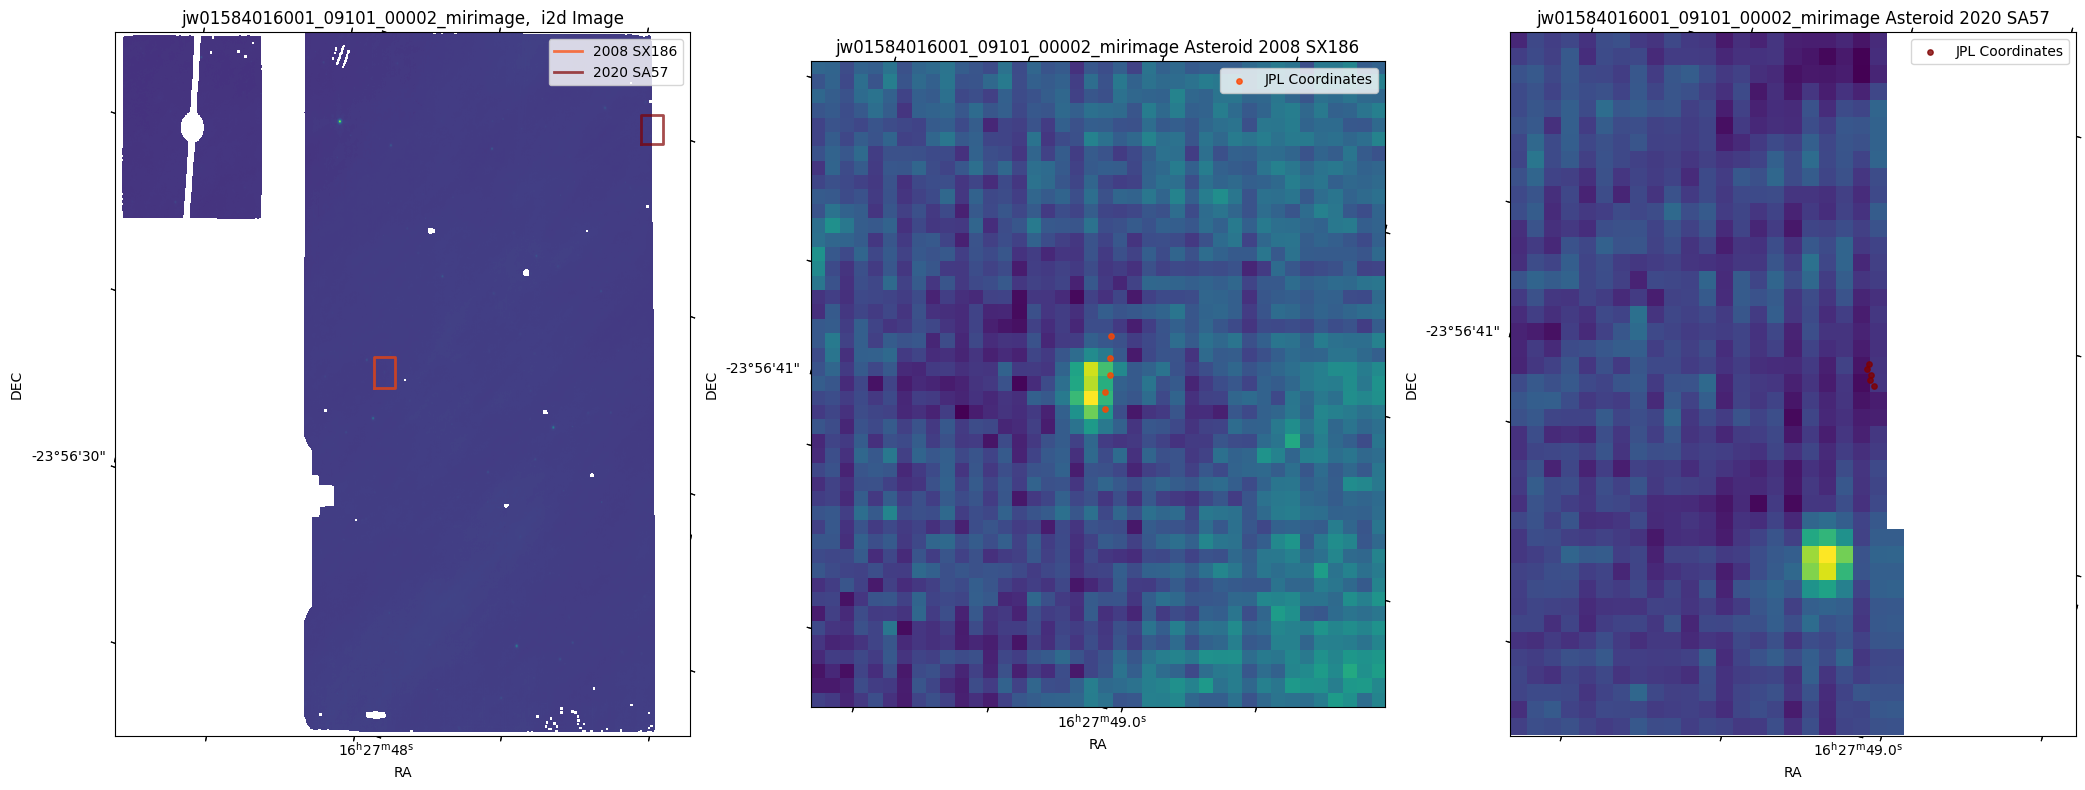 jw01584016001_09101_00002_mirimage,  i2d Image
2008 SX186
2020 SA57
DEC
-23°56'30"
16ʰ27ᵐ48ˢ
RA
jw01584016001_09101_00002_mirimage Asteroid 2008 SX186
JPL Coordinates
DEC
-23°56'41"
16ʰ27ᵐ49.0ˢ
RA
jw01584016001_09101_00002_mirimage Asteroid 2020 SA57
JPL Coordinates
DEC
-23°56'41"
16ʰ27ᵐ49.0ˢ
RA